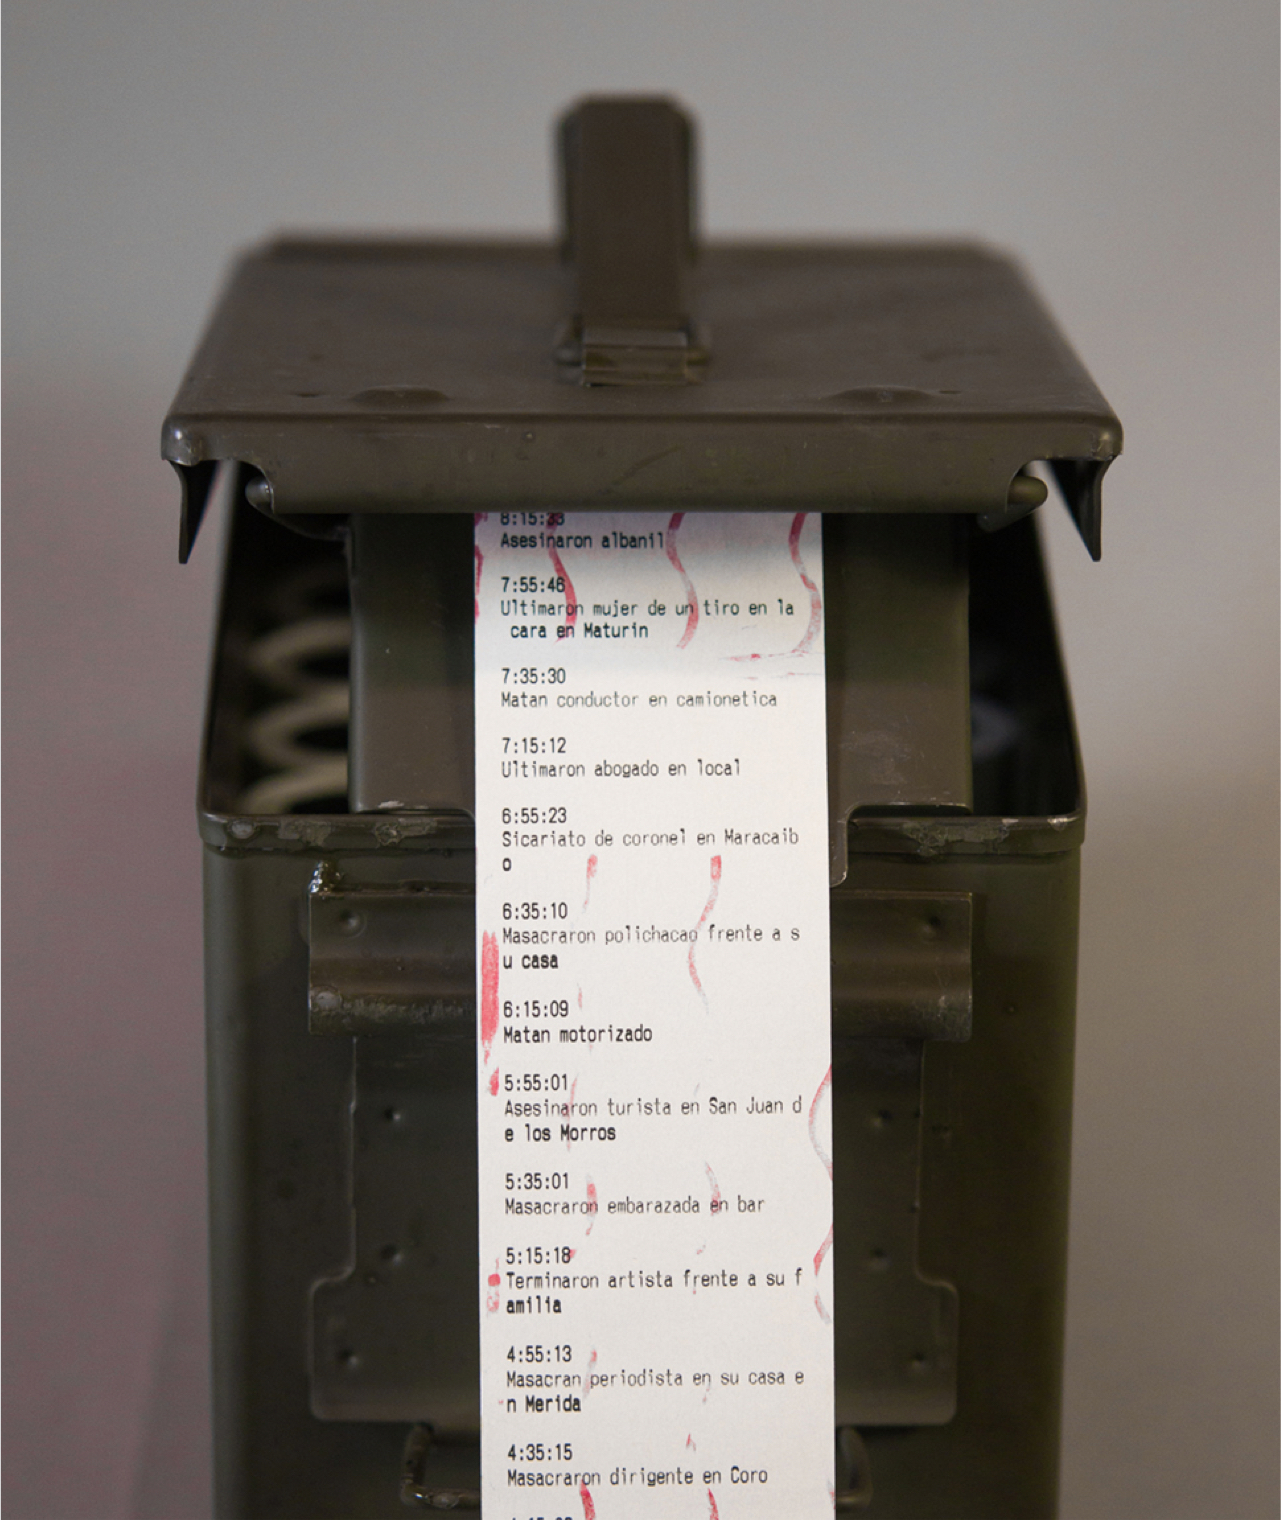 8:15:33
Asesinaron albanil
7:55:46
Ultimaron mujer de un tiro en la
cara en Maturin
7:35:30
Matan conductor en camionetica
7:15:12
Ultimaron abogado en local
6:55:23
Sicariato de coronel en Maracaib
o
6:35:10
Masacraron polichacao frente a s
u casa
6:15:09
Matan motorizado
5:55:01
Asesinaron turista en San Juan d
e los Morros
5:35:01
Masacraron embarazada en bar
5:15:18
Terminaron artista frente a su f
amilia
4:55:13
Masacran periodista en su casa e
n Merida
4:35:15
Masacraron dirigente en Coro